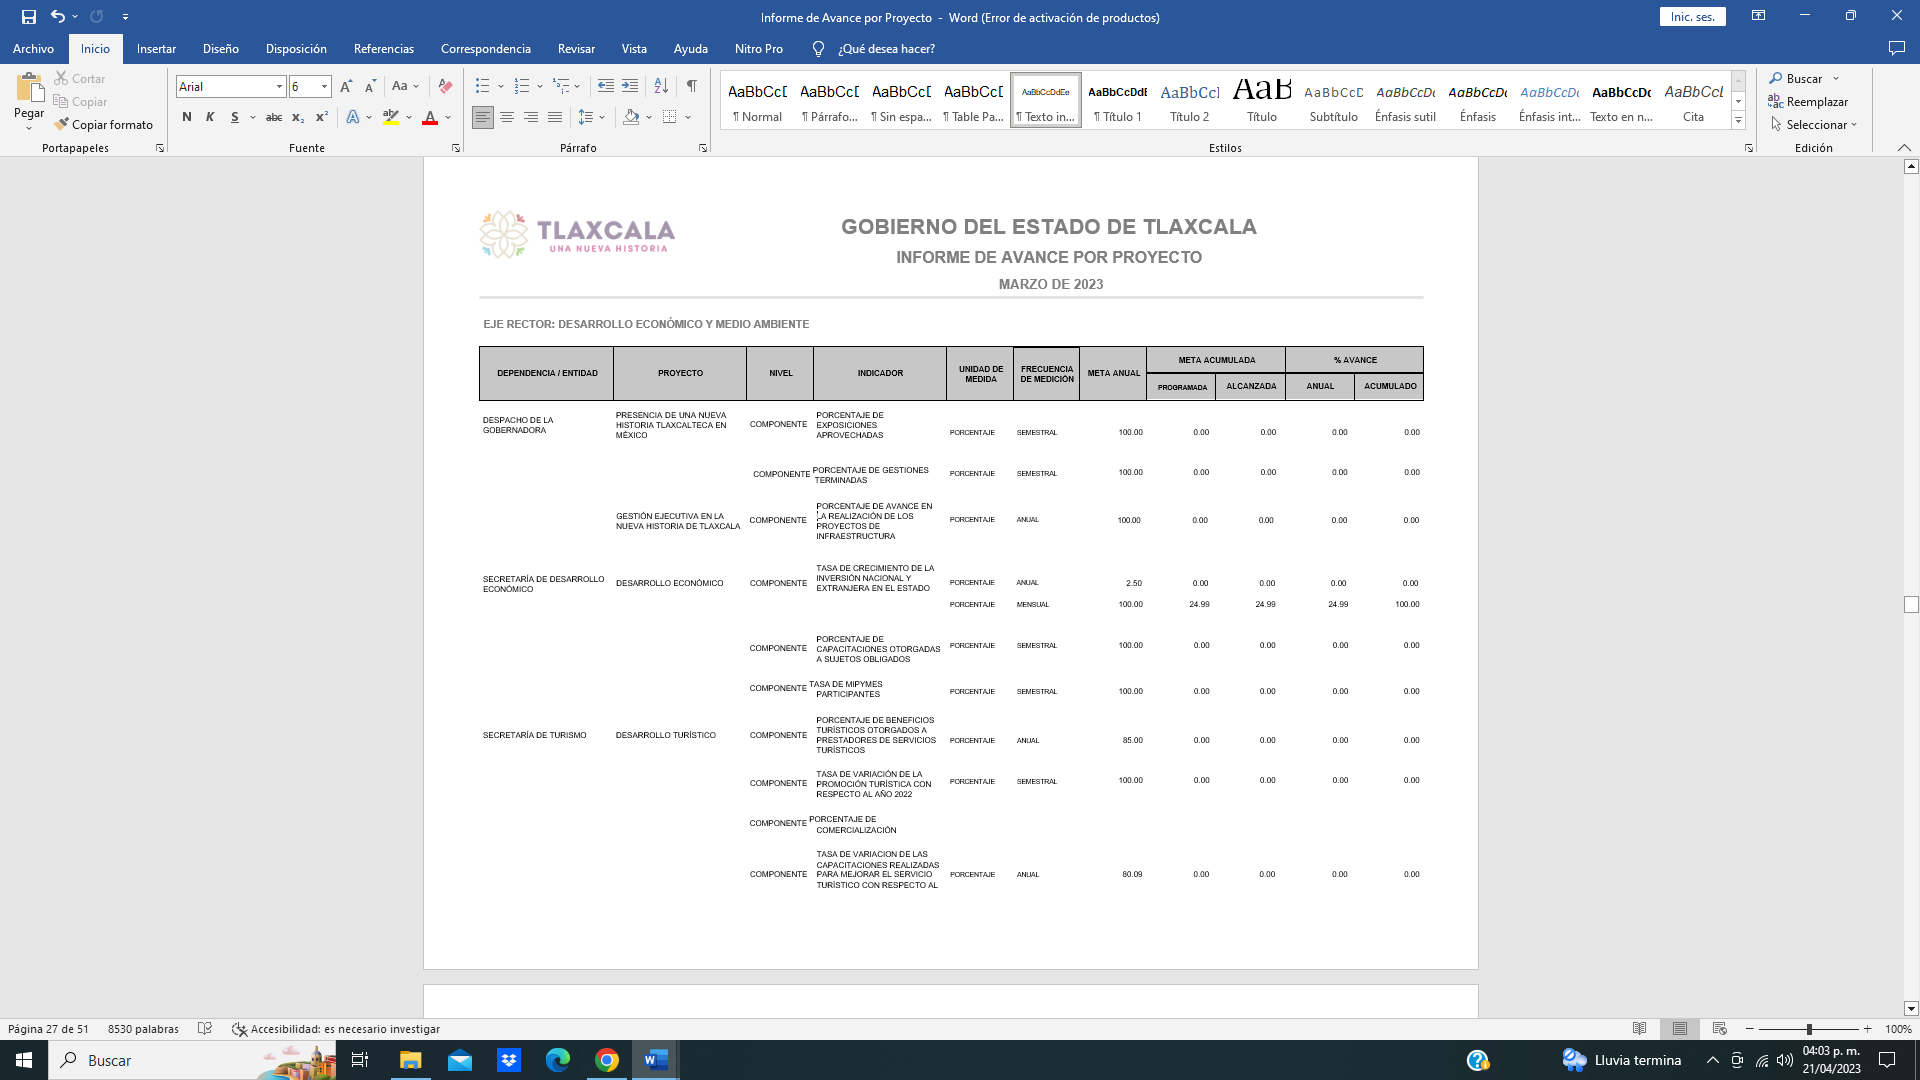 Informe de Avance por Proyecto - Word (Error de activación de productos)
Inic. ses.
Archivo Inicio Insertar Diseño Disposición Referencias Correspondencia Revisar Vista Ayuda Nitro Pro ¿Qué desea hacer?
Pegar
Cortar
Copiar
Copiar formato
Portapapeles
Arial 6
Fuente
Párrafo
AaBbCcDdEe
¶ Normal ¶ Párrafo... ¶ Sin espa... ¶ Table Pa... ¶ Texto in... ¶ Título 1 Título 2 Título Subtítulo Énfasis sutil Énfasis Énfasis int... Texto en n... Cita
Estilos
Buscar
Reemplazar
Seleccionar
Edición
TLAXCALA
UNA NUEVA HISTORIA
GOBIERNO DEL ESTADO DE TLAXCALA
INFORME DE AVANCE POR PROYECTO
MARZO DE 2023
EJE RECTOR: DESARROLLO ECONÓMICO Y MEDIO AMBIENTE
DEPENDENCIA / ENTIDAD PROYECTO NIVEL INDICADOR UNIDAD DE MEDIDA FRECUENCIA DE MEDICIÓN META ANUAL META ACUMULADA % AVANCE
PROGRAMADA ALCANZADA ANUAL ACUMULADO
DESPACHO DE LA GOBERNADORA PRESENCIA DE UNA NUEVA HISTORIA TLAXCALTECA EN MÉXICO COMPONENTE PORCENTAJE DE EXPOSICIONES APROVECHADAS PORCENTAJE SEMESTRAL 100.00 0.00 0.00 0.00 0.00
COMPONENTE PORCENTAJE DE GESTIONES TERMINADAS PORCENTAJE SEMESTRAL 100.00 0.00 0.00 0.00 0.00
GESTIÓN EJECUTIVA EN LA NUEVA HISTORIA DE TLAXCALA COMPONENTE PORCENTAJE DE AVANCE EN LA REALIZACIÓN DE LOS PROYECTOS DE INFRAESTRUCTURA PORCENTAJE ANUAL 100.00 0.00 0.00 0.00 0.00
SECRETARÍA DE DESARROLLO ECONÓMICO DESARROLLO ECONÓMICO COMPONENTE TASA DE CRECIMIENTO DE LA INVERSIÓN NACIONAL Y EXTRANJERA EN EL ESTADO PORCENTAJE ANUAL 2.50 0.00 0.00 0.00 0.00
PORCENTAJE MENSUAL 100.00 24.99 24.99 24.99 100.00
COMPONENTE PORCENTAJE DE CAPACITACIONES OTORGADAS A SUJETOS OBLIGADOS PORCENTAJE SEMESTRAL 100.00 0.00 0.00 0.00 0.00
COMPONENTE TASA DE MIPYMES PARTICIPANTES PORCENTAJE SEMESTRAL 100.00 0.00 0.00 0.00 0.00
SECRETARÍA DE TURISMO DESARROLLO TURÍSTICO COMPONENTE PORCENTAJE DE BENEFICIOS TURÍSTICOS OTORGADOS A PRESTADORES DE SERVICIOS TURÍSTICOS PORCENTAJE ANUAL 85.00 0.00 0.00 0.00 0.00
COMPONENTE TASA DE VARIACIÓN DE LA PROMOCIÓN TURÍSTICA CON RESPECTO AL AÑO 2022 PORCENTAJE SEMESTRAL 100.00 0.00 0.00 0.00 0.00
COMPONENTE PORCENTAJE DE COMERCIALIZACIÓN
COMPONENTE TASA DE VARIACION DE LAS CAPACITACIONES REALIZADAS PARA MEJORAR EL SERVICIO TURÍSTICO CON RESPECTO AL PORCENTAJE ANUAL 80.09 0.00 0.00 0.00 0.00
Página 27 de 51 8530 palabras Accesibilidad: es necesario investigar 100%
Buscar
Lluvia termina
04:03 p. m.
21/04/2023